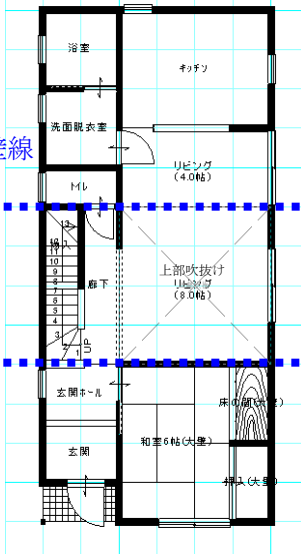 浴室
キッチン
洗面脱衣室
産線
リビング
(4.0帖)
トイレ
上部吹抜け
リビング
(8.0帖)
廊下
13
12
11
10
9
8
7
6
5
4
3
2
1
UP
玄関ホール
床の間(大壁)
和室6帖(大壁)
玄関
押入(大壁)